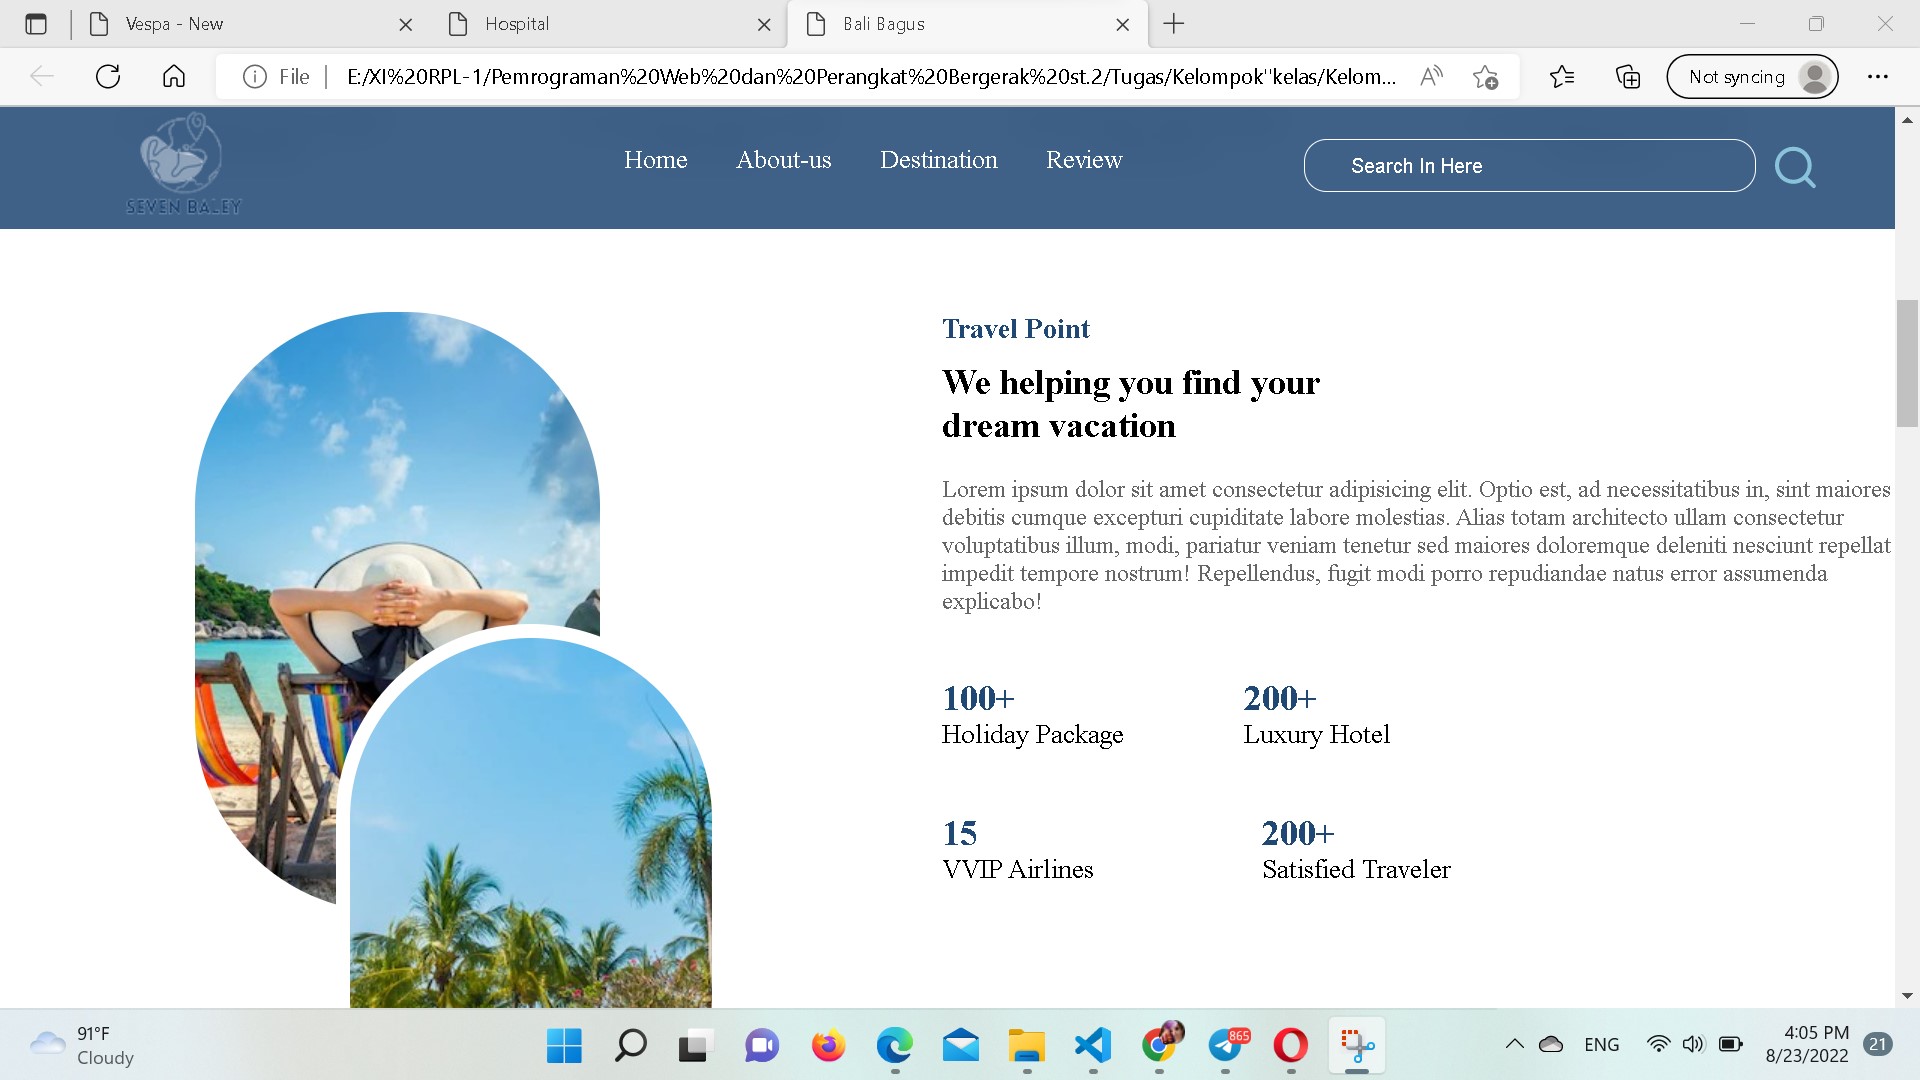 Vespa - New
Hospital
Bali Bagus
File
E:/XI%20RPL-1/Pemrograman%20Web%20dan%20Perangkat%20Bergerak%20st.2/Tugas/Kelompok''kelas/Kelom...
Not syncing
SEVEN BALEY
Home
About-us
Destination
Review
Search In Here
Travel Point
We helping you find your
dream vacation
Lorem ipsum dolor sit amet consectetur adipisicing elit. Optio est, ad necessitatibus in, sint maiores
debitis cumque excepturi cupiditate labore molestias. Alias totam architecto ullam consectetur
voluptatibus illum, modi, pariatur veniam tenetur sed maiores doloremque deleniti nesciunt repellat
impedit tempore nostrum! Repellendus, fugit modi porro repudiandae natus error assumenda
explicabo!
100+
Holiday Package
200+
Luxury Hotel
15
VVIP Airlines
200+
Satisfied Traveler
91°F
Cloudy
865
ENG
4:05 PM
8/23/2022
21